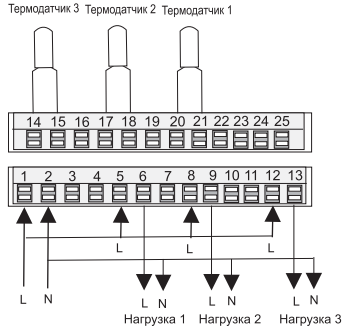 Термодатчик 3 Термодатчик 2 Термодатчик 1
14 15 16 17 18 19 20 21 22 23 24 25
1 2 3 4 5 6 7 8 9 10 11 12 13
L L L
L N L N L N L N
Нагрузка 1 Нагрузка 2 Нагрузка 3